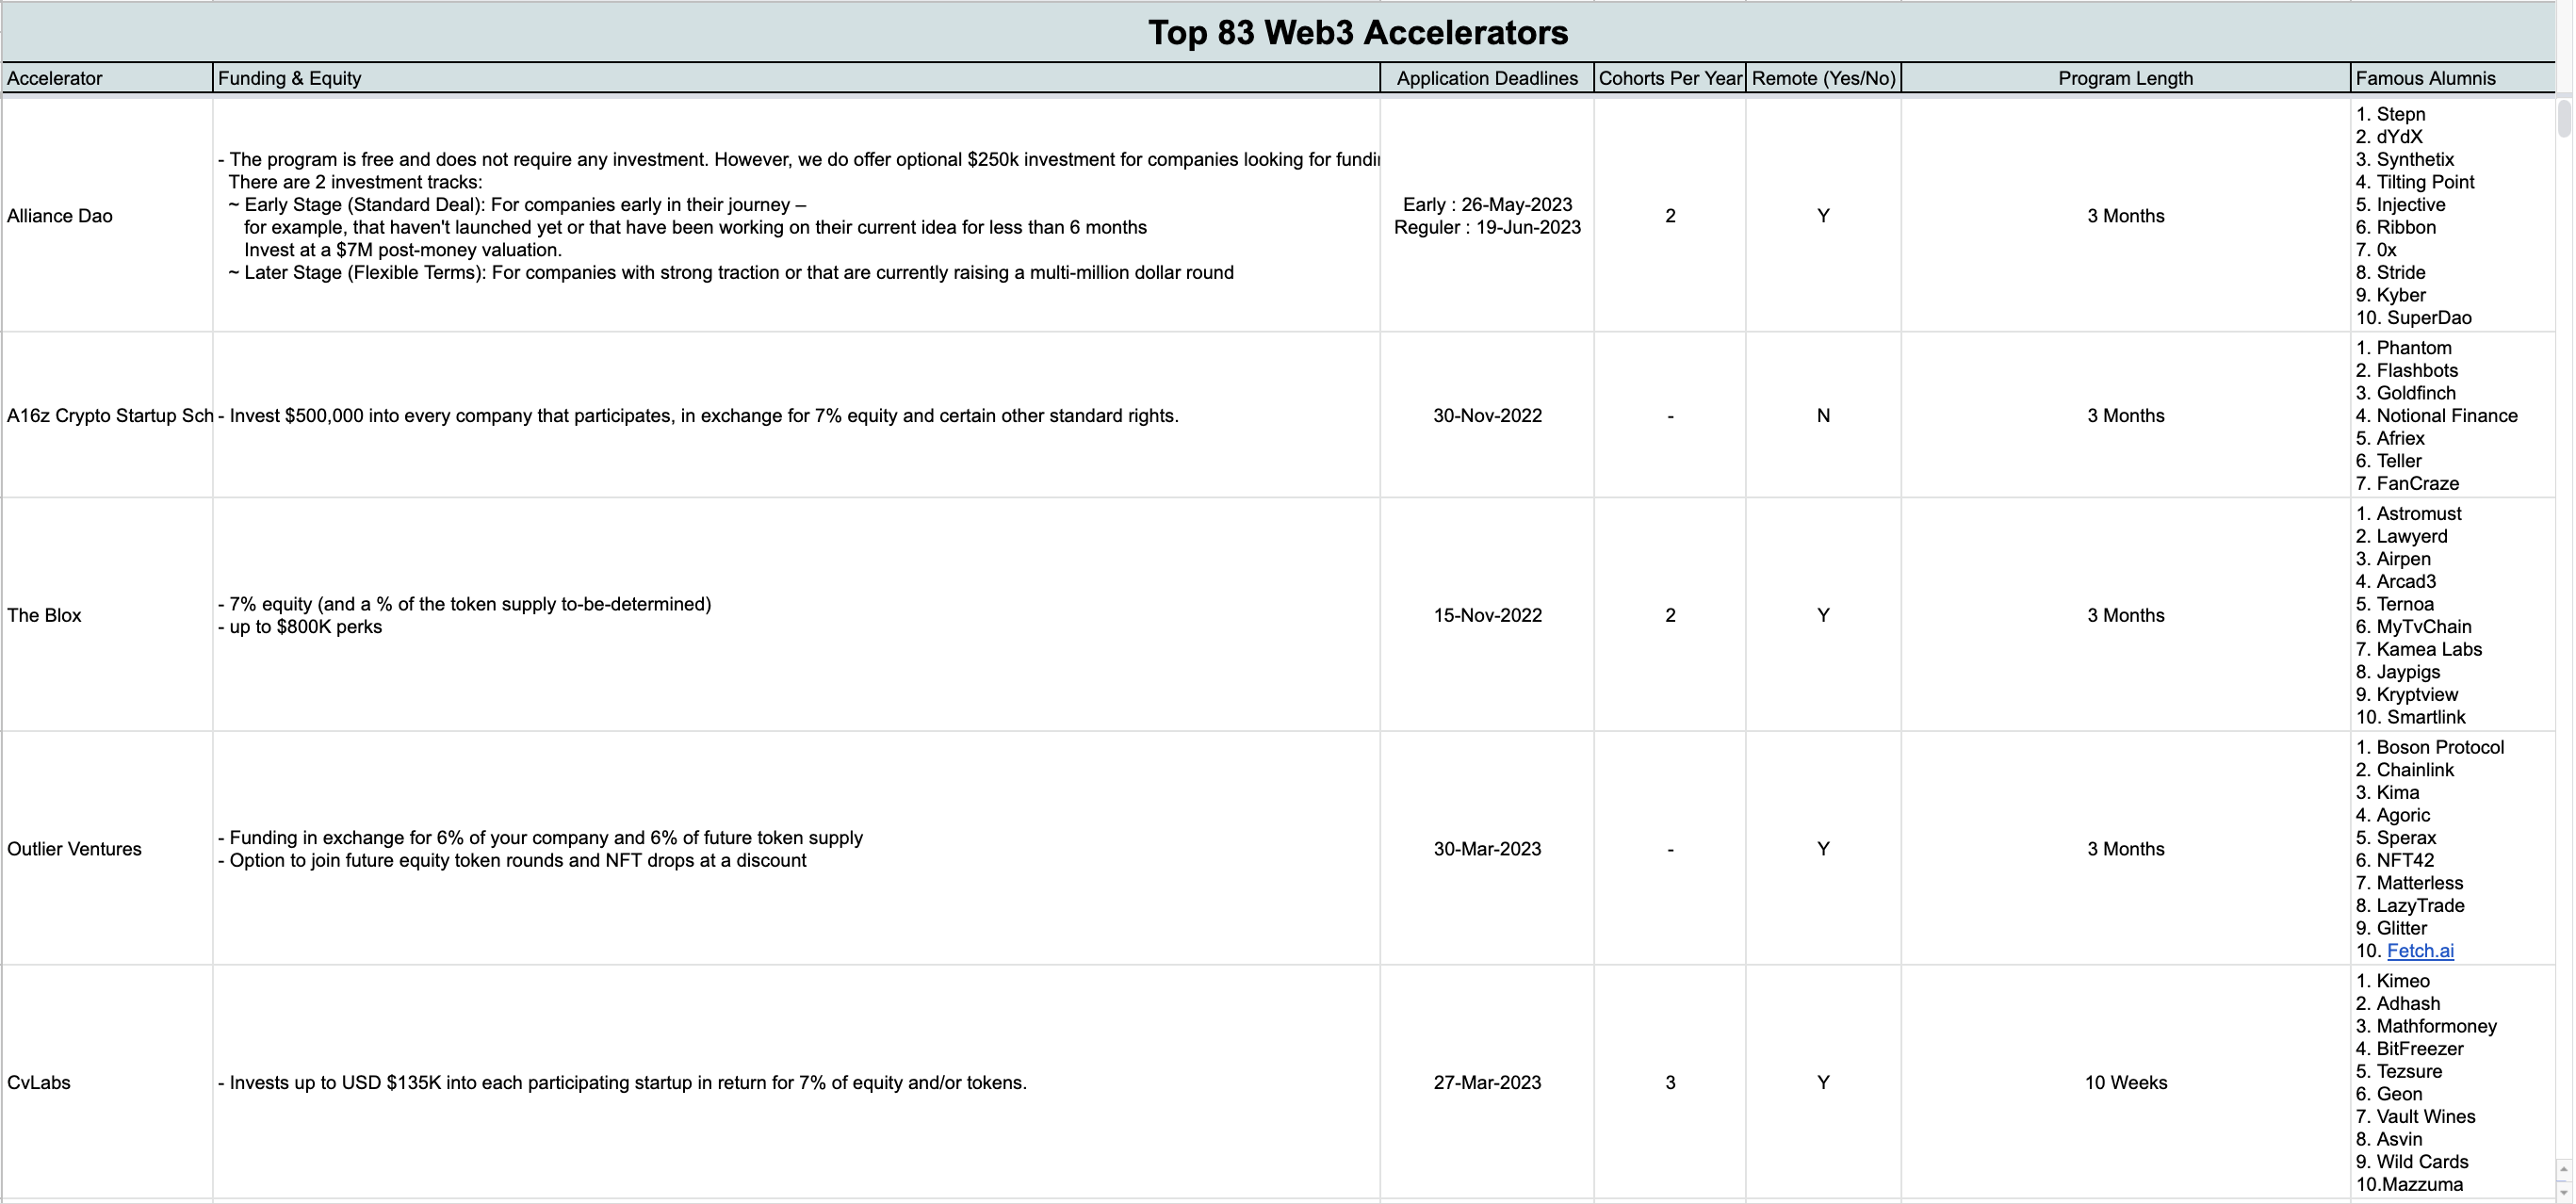 Top 83 Web3 Accelerators
Accelerator
Funding & Equity
Application Deadlines
Cohorts Per Year
Remote (Yes/No)
Program Length
Famous Alumnis
Alliance Dao
- The program is free and does not require any investment. However, we do offer optional $250k investment for companies looking for
There are 2 investment tracks:
~ Early Stage (Standard Deal): For companies early in their journey –
for example, that haven't launched yet or that have been working on their current idea for less than 6 months
Invest at a $7M post-money valuation.
~ Later Stage (Flexible Terms): For companies with strong traction or that are currently raising a multi-million dollar round
Early : 26-May-2023
Reguler : 19-Jun-2023
2
Y
3 Months
1. Stepn
2. dYdX
3. Synthetix
4. Tilting Point
5. Injective
6. Ribbon
7. 0x
8. Stride
9. Kyber
10. SuperDao
A16z Crypto Startup Sch
- Invest $500,000 into every company that participates, in exchange for 7% equity and certain other standard rights.
30-Nov-2022
-
N
3 Months
1. Phantom
2. Flashbots
3. Goldfinch
4. Notional Finance
5. Afriex
6. Teller
7. FanCraze
The Blox
- 7% equity (and a % of the token supply to-be-determined)
- up to $800K perks
15-Nov-2022
2
Y
3 Months
1. Astromust
2. Lawyerd
3. Airpen
4. Arcad3
5. Ternoa
6. MyTvChain
7. Kamea Labs
8. Jaypigs
9. Kryptview
10. Smartlink
Outlier Ventures
- Funding in exchange for 6% of your company and 6% of future token supply
- Option to join future equity token rounds and NFT drops at a discount
30-Mar-2023
-
Y
3 Months
1. Boson Protocol
2. Chainlink
3. Kima
4. Agoric
5. Sperax
6. NFT42
7. Matterless
8. LazyTrade
9. Glitter
10. Fetch.ai
CvLabs
- Invests up to USD $135K into each participating startup in return for 7% of equity and/or tokens.
27-Mar-2023
3
Y
10 Weeks
1. Kimeo
2. Adhash
3. Mathformoney
4. BitFreezer
5. Tezsure
6. Geon
7. Vault Wines
8. Asvin
9. Wild Cards
10.Mazzuma